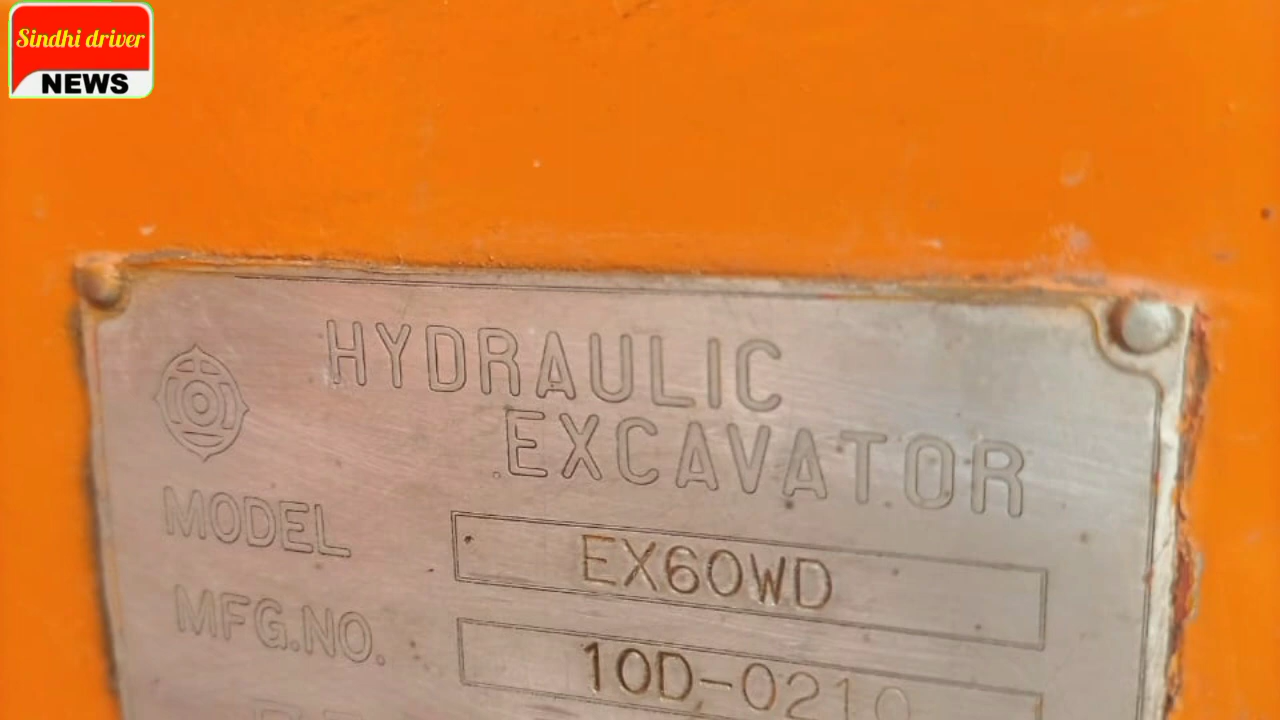 Sindhi driver
NEWS
HYDRAULIC
EXCAVATOR
MODEL EX60WD
MFG.NO. 10D-0210